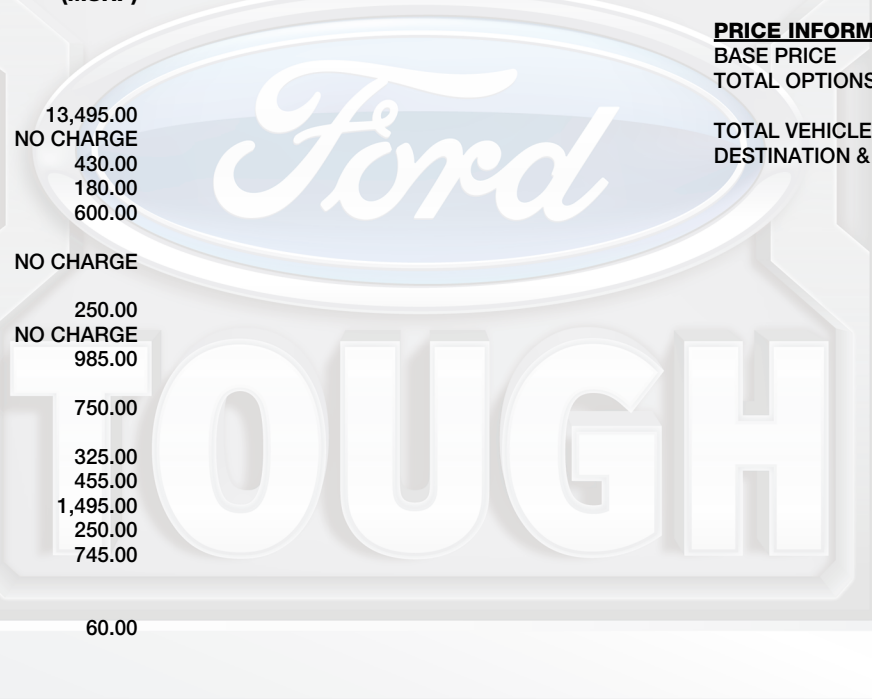 PRICE INFORM
BASE PRICE
TOTAL OPTIONS
TOTAL VEHICLE
DESTINATION &
13,495.00
NO CHARGE
430.00
180.00
600.00
NO CHARGE
250.00
NO CHARGE
985.00
750.00
325.00
455.00
1,495.00
250.00
745.00
60.00
Ford
TOUGH